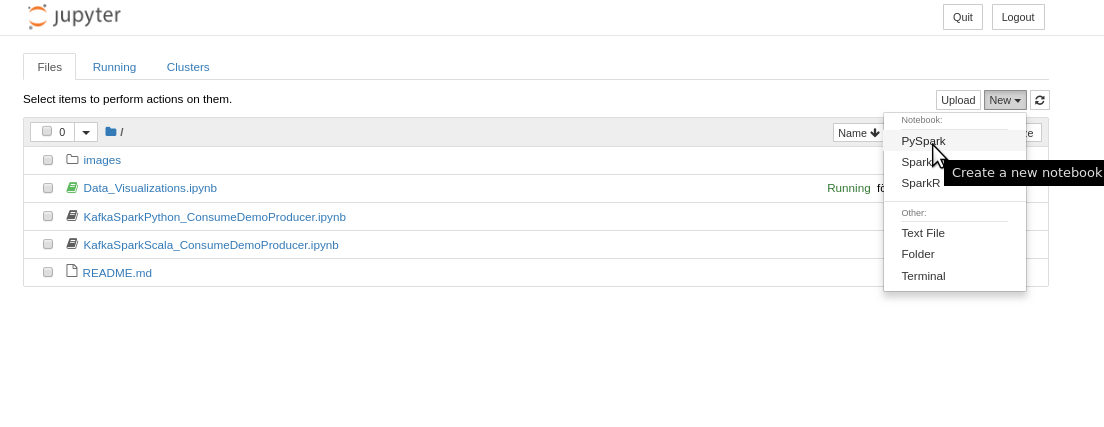 jupyter
Quit
Logout
Files
Running
Clusters
Select items to perform actions on them.
Upload
New
0
/
Name
Notebook:
PySpark
Spark
SparkR
Create a new notebook
Other:
Text File
Folder
Terminal
images
Data_Visualizations.ipynb
Running
KafkaSparkPython_ConsumeDemoProducer.ipynb
KafkaSparkScala_ConsumeDemoProducer.ipynb
README.md